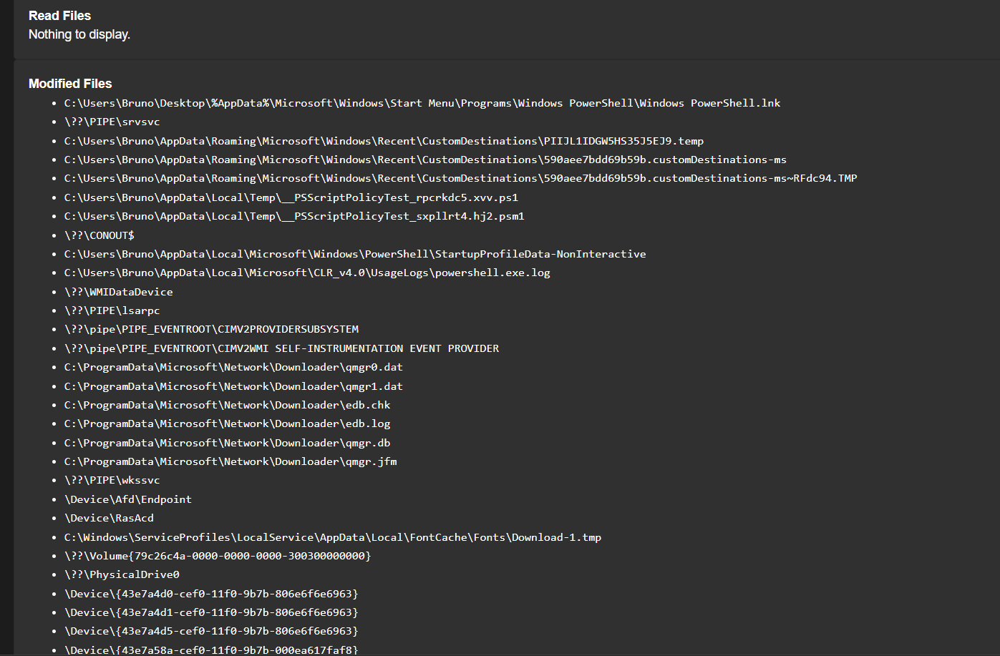 Read Files
Nothing to display.
Modified Files
C:\Users\Bruno\Desktop\%AppData%\Microsoft\Windows\Start Menu\Programs\Windows PowerShell\Windows PowerShell.lnk
\??\PIPE\srvsvc
C:\Users\Bruno\AppData\Roaming\Microsoft\Windows\Recent\CustomDestinations\PIIJL1IDGW5HS35J5EJ9.temp
C:\Users\Bruno\AppData\Roaming\Microsoft\Windows\Recent\CustomDestinations\590aee7bdd69b59b.customDestinations-ms
C:\Users\Bruno\AppData\Roaming\Microsoft\Windows\Recent\CustomDestinations\590aee7bdd69b59b.customDestinations-ms~RFdc94.TMP
C:\Users\Bruno\AppData\Local\Temp\__PSScriptPolicyTest_rpcrkdc5.xvv.ps1
C:\Users\Bruno\AppData\Local\Temp\__PSScriptPolicyTest_sxpllrt4.hj2.psm1
\??\CONOUT$
C:\Users\Bruno\AppData\Local\Microsoft\Windows\PowerShell\StartupProfileData-NonInteractive
C:\Users\Bruno\AppData\Local\Microsoft\CLR_v4.0\UsageLogs\powershell.exe.log
\??\WMIDataDevice
\??\PIPE\lsarpc
\??\pipe\PIPE_EVENTROOT\CIMV2PROVIDERSUBSYSTEM
\??\pipe\PIPE_EVENTROOT\CIMV2WMI SELF-INSTRUMENTATION EVENT PROVIDER
C:\ProgramData\Microsoft\Network\Downloader\qmgr0.dat
C:\ProgramData\Microsoft\Network\Downloader\qmgr1.dat
C:\ProgramData\Microsoft\Network\Downloader\edb.chk
C:\ProgramData\Microsoft\Network\Downloader\edb.log
C:\ProgramData\Microsoft\Network\Downloader\qmgr.db
C:\ProgramData\Microsoft\Network\Downloader\qmgr.jfm
\??\PIPE\wkssvc
\Device\Afd\Endpoint
\Device\RasAcd
C:\Windows\ServiceProfiles\LocalService\AppData\Local\FontCache\Fonts\Download-1.tmp
\??\Volume{79c26c4a-0000-0000-0000-300300000000}
\??\PhysicalDrive0
\Device\{43e7a4d0-cef0-11f0-9b7b-806e6f6e6963}
\Device\{43e7a4d1-cef0-11f0-9b7b-806e6f6e6963}
\Device\{43e7a4d5-cef0-11f0-9b7b-806e6f6e6963}
\Device\{43e7a58a-cef0-11f0-9b7b-000ea617faf8}